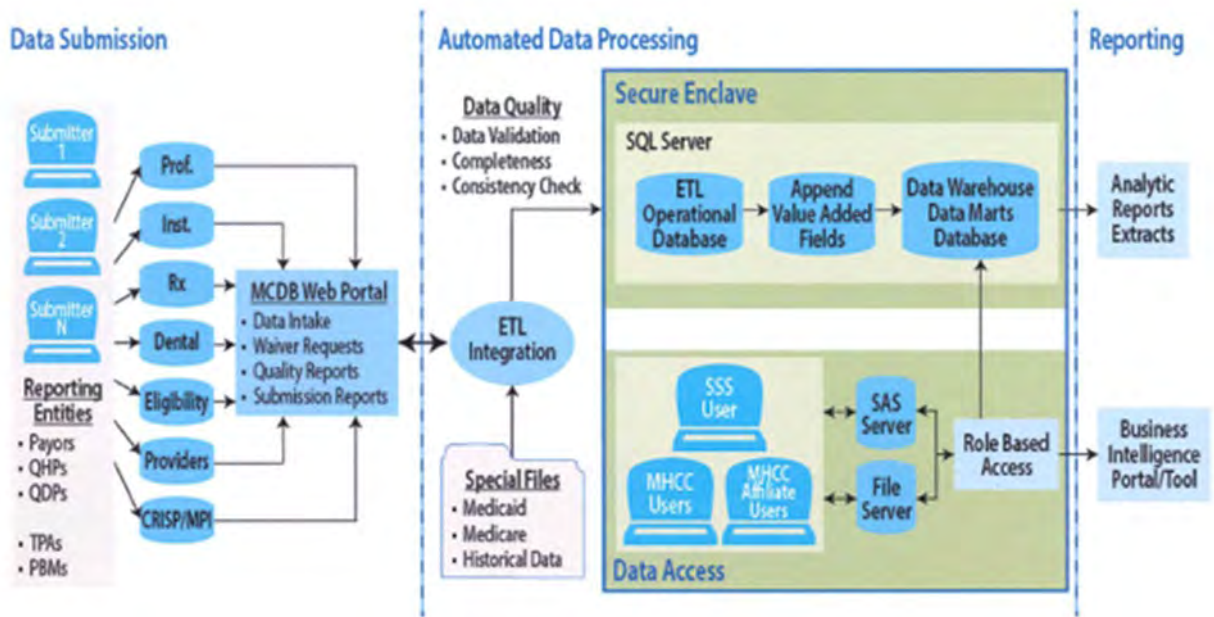 Data Submission
Submitter
1
Submitter
2
Submitter
N
Reporting
Entities
• Payors
• QHPs
• QDPs
• TPAs
• PBMs
Prof.
Inst.
Rx
Dental
Eligibility
Providers
CRISP/MPI
MCDB Web Portal
• Data Intake
• Waiver Requests
• Quality Reports
• Submission Reports
Automated Data Processing
Data Quality
• Data Validation
• Completeness
• Consistency Check
ETL
Integration
Special Files
• Medicaid
• Medicare
• Historical Data
Secure Enclave
SQL Server
ETL
Operational
Database
Append
Value Added
Fields
Data Warehouse
Data Marts
Database
SSS
User
MHCC
Users
MHCC
Affiliate
Users
SAS
Server
File
Server
Role Based
Access
Data Access
Reporting
Analytic
Reports
Extracts
Business
Intelligence
Portal/Tool